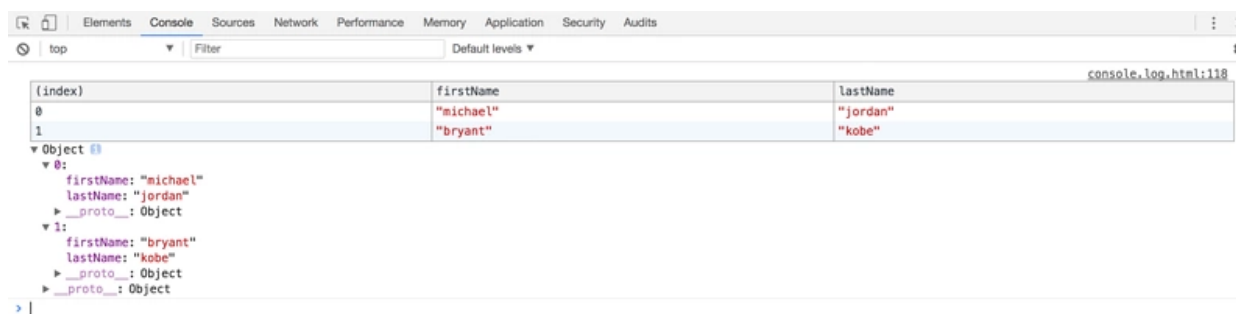 Elements Console Sources Network Performance Memory Application Security Audits
top Filter Default levels
console.log.html:118
(index) firstName lastName
0 "michael" "jordan"
1 "bryant" "kobe"
Object
0:
firstName: "michael"
lastName: "jordan"
__proto__: Object
1:
firstName: "bryant"
lastName: "kobe"
__proto__: Object
__proto__: Object
>